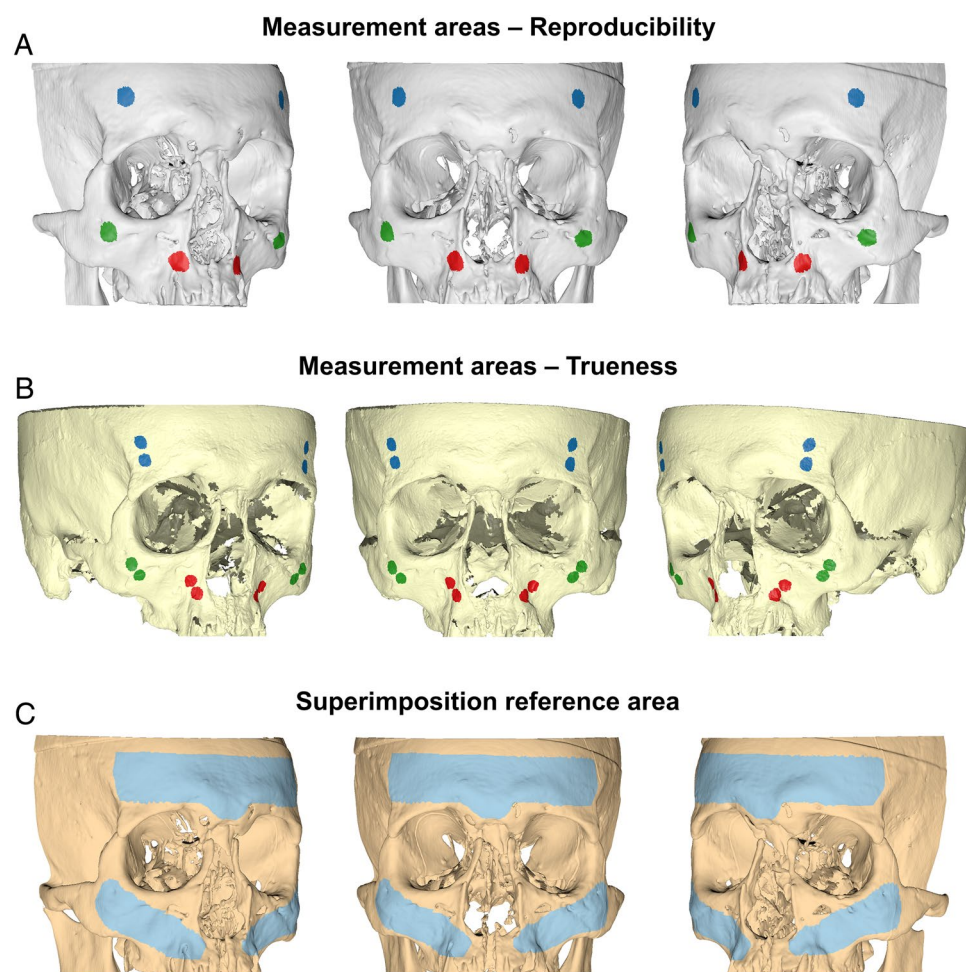 Measurement areas – Reproducibility
A
Measurement areas – Trueness
B
Superimposition reference area
C